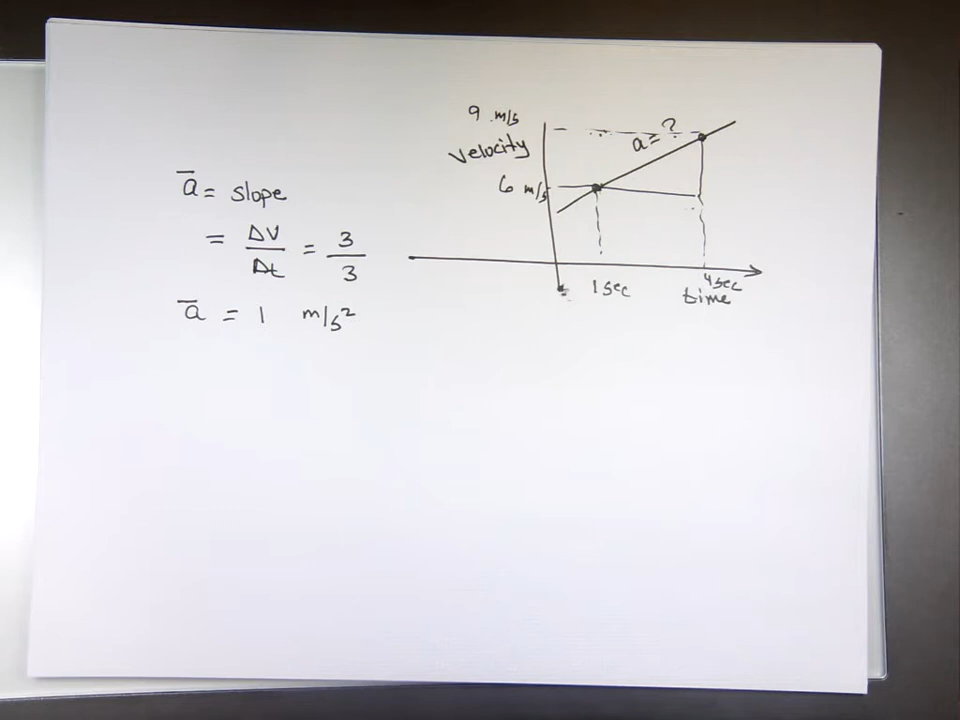 a̅ = slope
= ΔV/Δt = 3/3
a̅ = 1 m/s²
9 m/s
velocity
6 m/s
a = ?
1 sec
4 sec
time